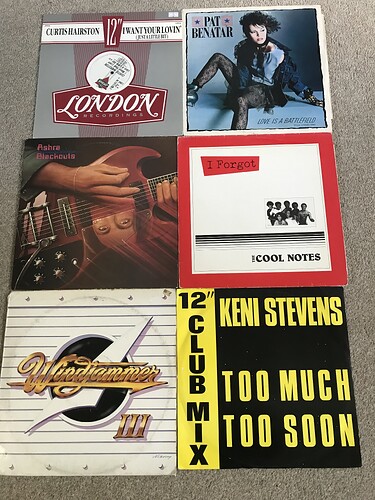 CURTIS HAIRSTON
12"
I WANT YOUR LOVIN'
(JUST A LITTLE BIT)
LONDON
RECORDINGS
PAT
BENATAR
LOVE IS A BATTLEFIELD
Ashra
Blackouts
I Forgot
THE COOL NOTES
Windjammer
III
12" CLUB MIX
KENI STEVENS
TOO MUCH
TOO SOON